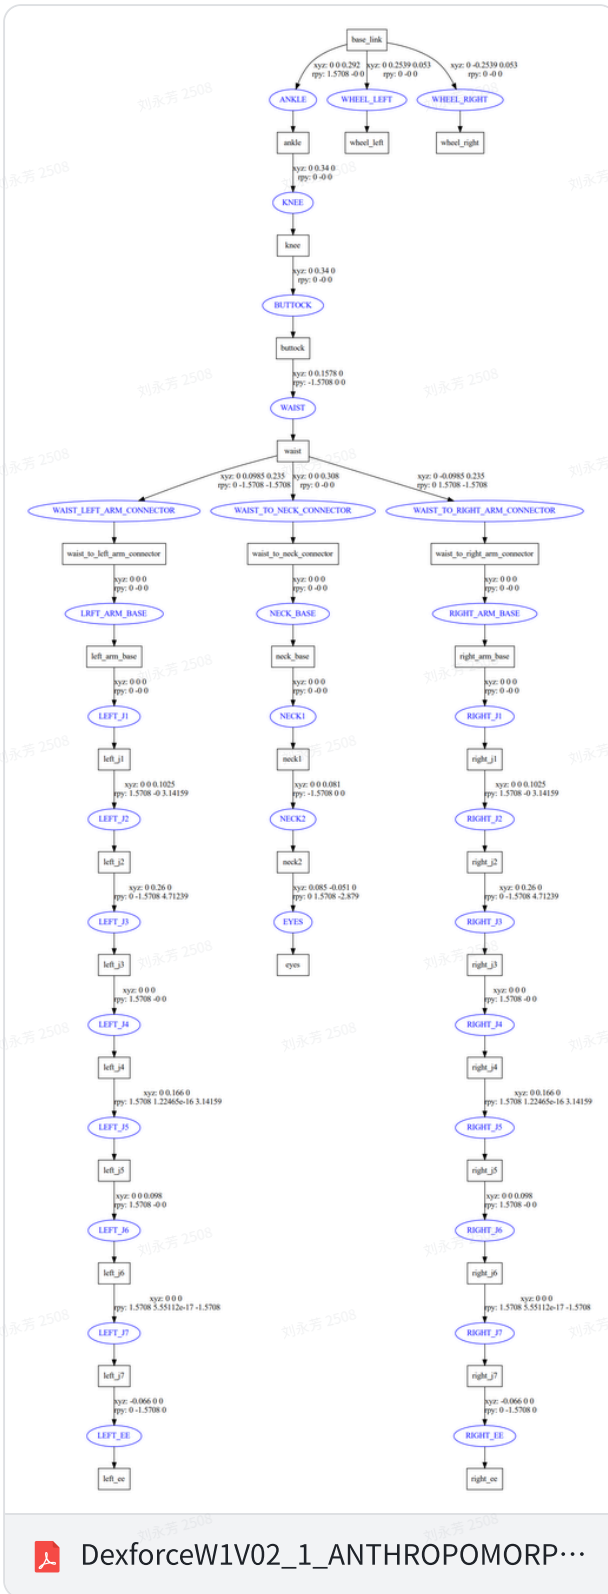 base_link
xyz: 0 0 0.292
rpy: 1.5708 -0 0
xyz: 0 0.2539 0.053
rpy: 0 -0 0
xyz: 0 -0.2539 0.053
rpy: 0 -0 0
ANKLE
WHEEL_LEFT
WHEEL_RIGHT
ankle
wheel_left
wheel_right
xyz: 0 0.34 0
rpy: 0 -0 0
KNEE
knee
xyz: 0 0.34 0
rpy: 0 -0 0
BUTTOCK
buttock
xyz: 0 0.1578 0
rpy: -1.5708 0 0
WAIST
waist
xyz: 0 0.0985 0.235
rpy: 0 -1.5708 -1.5708
xyz: 0 0 0.308
rpy: 0 -0 0
xyz: 0 -0.0985 0.235
rpy: 0 1.5708 -1.5708
WAIST_LEFT_ARM_CONNECTOR
WAIST_TO_NECK_CONNECTOR
WAIST_TO_RIGHT_ARM_CONNECTOR
waist_to_left_arm_connector
waist_to_neck_connector
waist_to_right_arm_connector
xyz: 0 0 0
rpy: 0 -0 0
xyz: 0 0 0
rpy: 0 -0 0
xyz: 0 0 0
rpy: 0 -0 0
LRFT_ARM_BASE
NECK_BASE
RIGHT_ARM_BASE
left_arm_base
neck_base
right_arm_base
xyz: 0 0 0
rpy: 0 -0 0
xyz: 0 0 0
rpy: 0 -0 0
xyz: 0 0 0
rpy: 0 -0 0
LEFT_J1
NECK1
RIGHT_J1
left_j1
neck1
right_j1
xyz: 0 0 0.1025
rpy: 1.5708 -0 3.14159
xyz: 0 0 0.081
rpy: -1.5708 0 0
xyz: 0 0 0.1025
rpy: 1.5708 -0 3.14159
LEFT_J2
NECK2
RIGHT_J2
left_j2
neck2
right_j2
xyz: 0 0.26 0
rpy: 0 -1.5708 4.71239
xyz: 0.085 -0.051 0
rpy: 0 1.5708 -2.879
xyz: 0 0.26 0
rpy: 0 -1.5708 4.71239
LEFT_J3
EYES
RIGHT_J3
left_j3
eyes
right_j3
xyz: 0 0 0
rpy: 1.5708 -0 0
xyz: 0 0 0
rpy: 1.5708 -0 0
LEFT_J4
RIGHT_J4
left_j4
right_j4
xyz: 0 0.166 0
rpy: 1.5708 1.22465e-16 3.14159
xyz: 0 0.166 0
rpy: 1.5708 1.22465e-16 3.14159
LEFT_J5
RIGHT_J5
left_j5
right_j5
xyz: 0 0 0.098
rpy: 1.5708 -0 0
xyz: 0 0 0.098
rpy: 1.5708 -0 0
LEFT_J6
RIGHT_J6
left_j6
right_j6
xyz: 0 0 0
rpy: 1.5708 5.55112e-17 -1.5708
xyz: 0 0 0
rpy: 1.5708 5.55112e-17 -1.5708
LEFT_J7
RIGHT_J7
left_j7
right_j7
xyz: -0.066 0 0
rpy: 0 -1.5708 0
xyz: -0.066 0 0
rpy: 0 -1.5708 0
LEFT_EE
RIGHT_EE
left_ee
right_ee
刘永芳 2508
DexforceW1V02_1_ANTHROPOMORP…